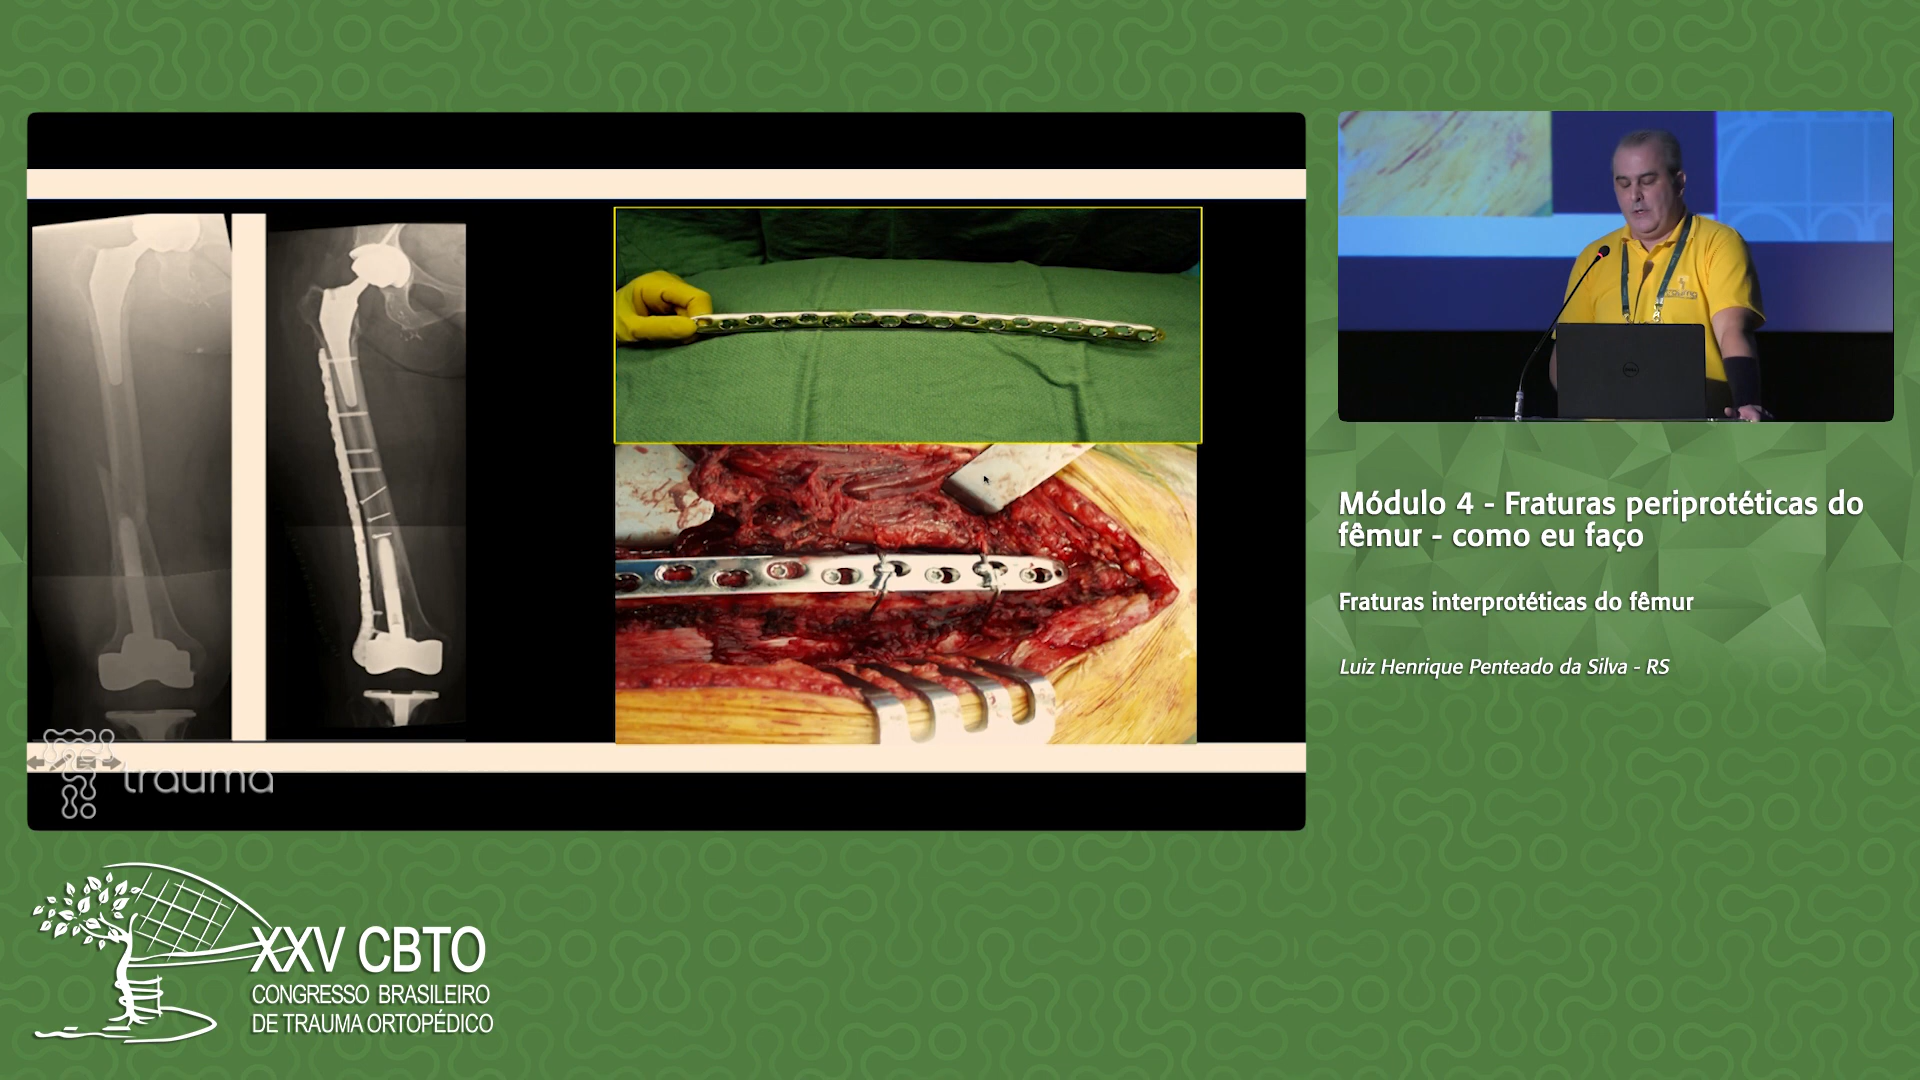 trauma
Módulo 4 - Fraturas periprotéticas do
fêmur - como eu faço
Fraturas interprotéticas do fêmur
Luiz Henrique Penteado da Silva - RS
XXV CBTO
CONGRESSO BRASILEIRO
DE TRAUMA ORTOPÉDICO